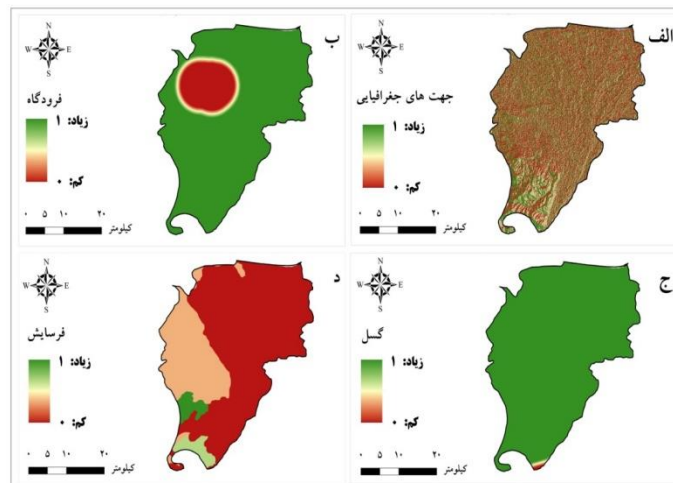 الف
N
W E
S
جهت های جغرافیایی
زیاد: ۱
کم: ۰
۰ ۵ ۱۰ ۲۰
کیلومتر
ب
N
W E
S
فرودگاه
زیاد: ۱
کم: ۰
۰ ۵ ۱۰ ۲۰
کیلومتر
ج
N
W E
S
گسل
زیاد: ۱
کم: ۰
۰ ۵ ۱۰ ۲۰
کیلومتر
د
N
W E
S
فرسایش
زیاد: ۱
کم: ۰
۰ ۵ ۱۰ ۲۰
کیلومتر